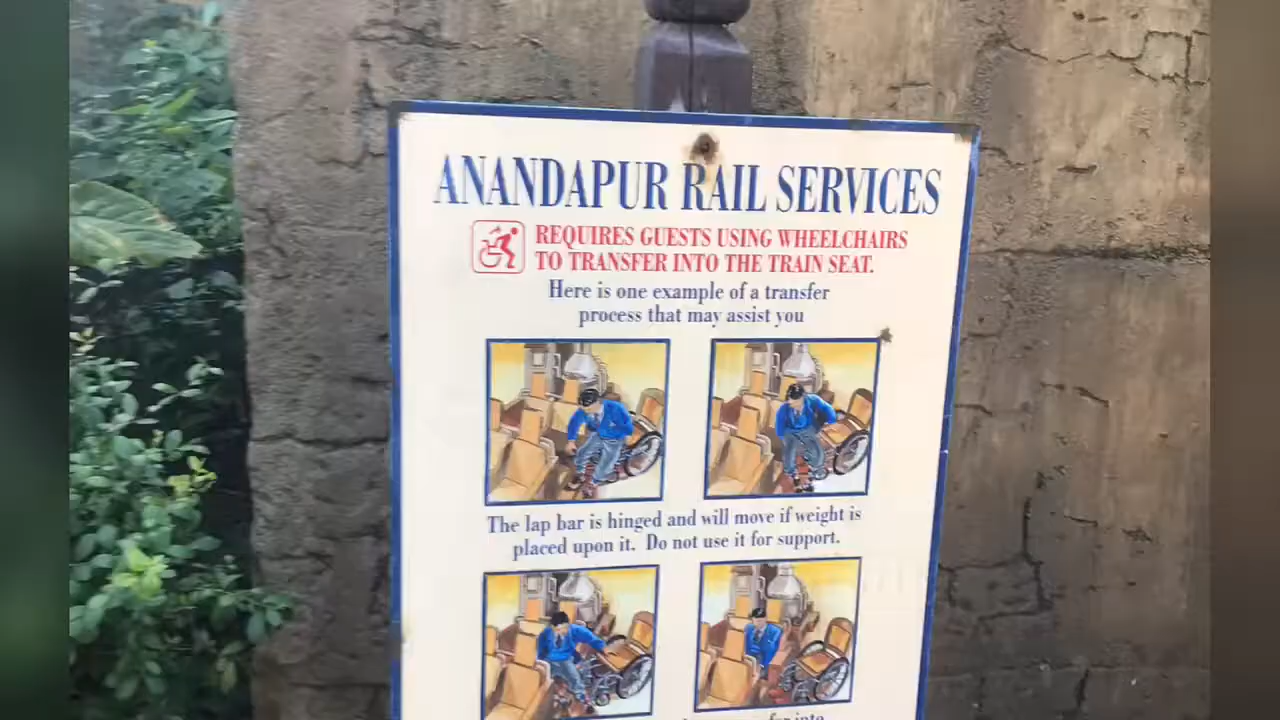 ANANDAPUR RAIL SERVICES
REQUIRES GUESTS USING WHEELCHAIRS
TO TRANSFER INTO THE TRAIN SEAT.
Here is one example of a transfer
process that may assist you
The lap bar is hinged and will move if weight is
placed upon it. Do not use it for support.
into